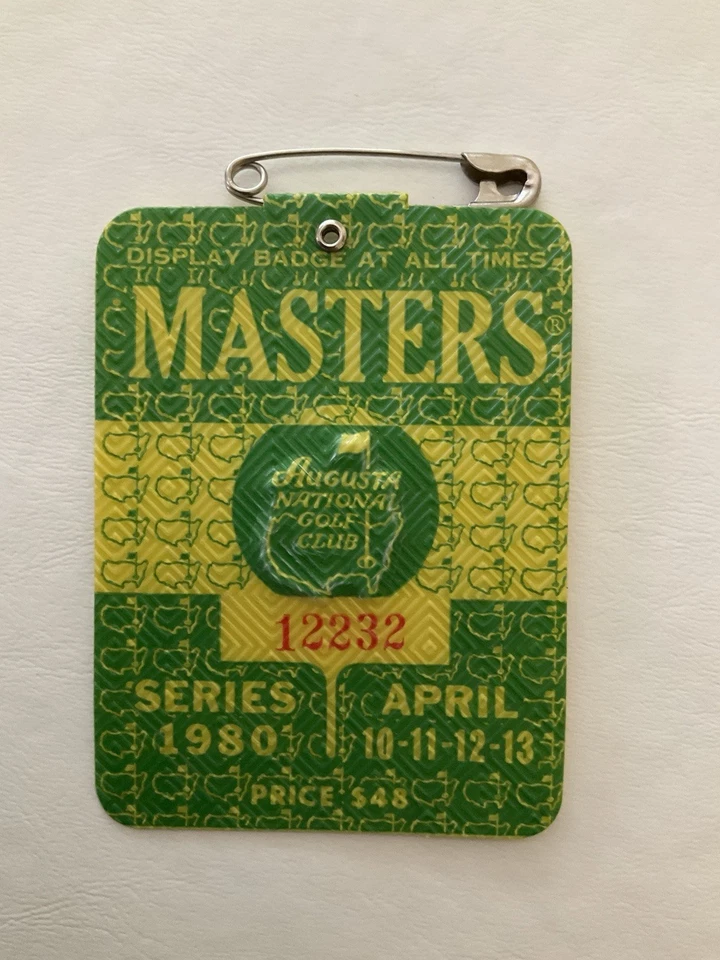 DISPLAY BADGE AT ALL TIMES
MASTERS®
AUGUSTA
NATIONAL
GOLF
CLUB
12232
SERIES
1980
APRIL
10-11-12-13
PRICE $48